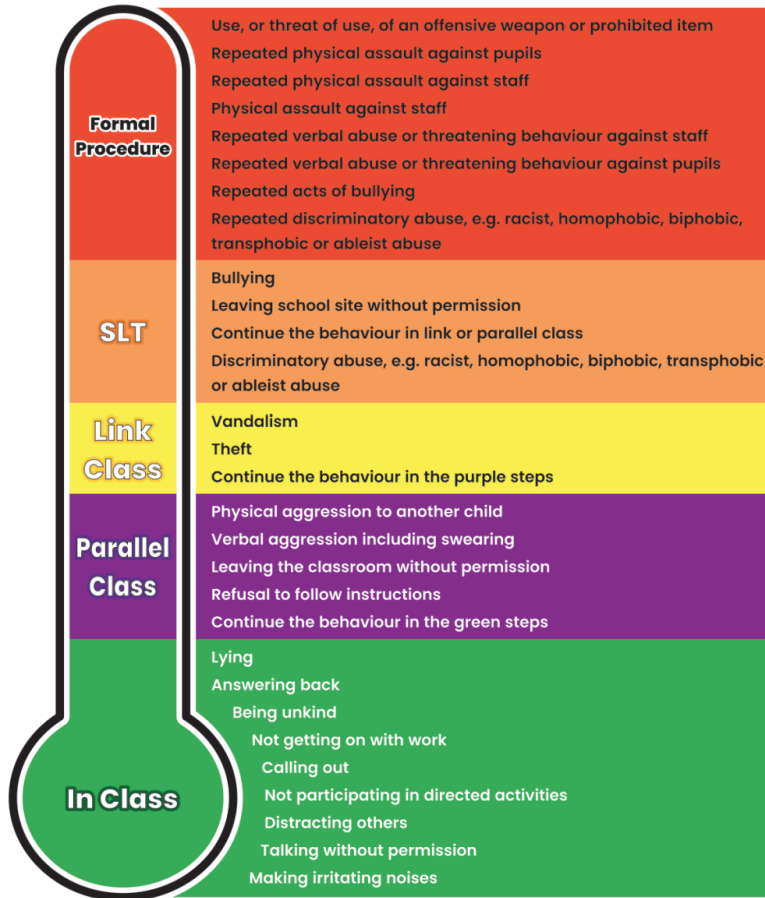 Formal
Procedure
Use, or threat of use, of an offensive weapon or prohibited item
Repeated physical assault against pupils
Repeated physical assault against staff
Physical assault against staff
Repeated verbal abuse or threatening behaviour against staff
Repeated verbal abuse or threatening behaviour against pupils
Repeated acts of bullying
Repeated discriminatory abuse, e.g. racist, homophobic, biphobic,
transphobic or ableist abuse
SLT
Bullying
Leaving school site without permission
Continue the behaviour in link or parallel class
Discriminatory abuse, e.g. racist, homophobic, biphobic, transphobic
or ableist abuse
Link
Class
Vandalism
Theft
Continue the behaviour in the purple steps
Parallel
Class
Physical aggression to another child
Verbal aggression including swearing
Leaving the classroom without permission
Refusal to follow instructions
Continue the behaviour in the green steps
In Class
Lying
Answering back
Being unkind
Not getting on with work
Calling out
Not participating in directed activities
Distracting others
Talking without permission
Making irritating noises